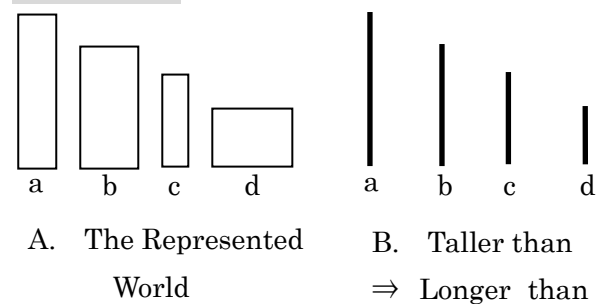 a b c d
a b c d
A. The Represented
World
B. Taller than
⇒ Longer than